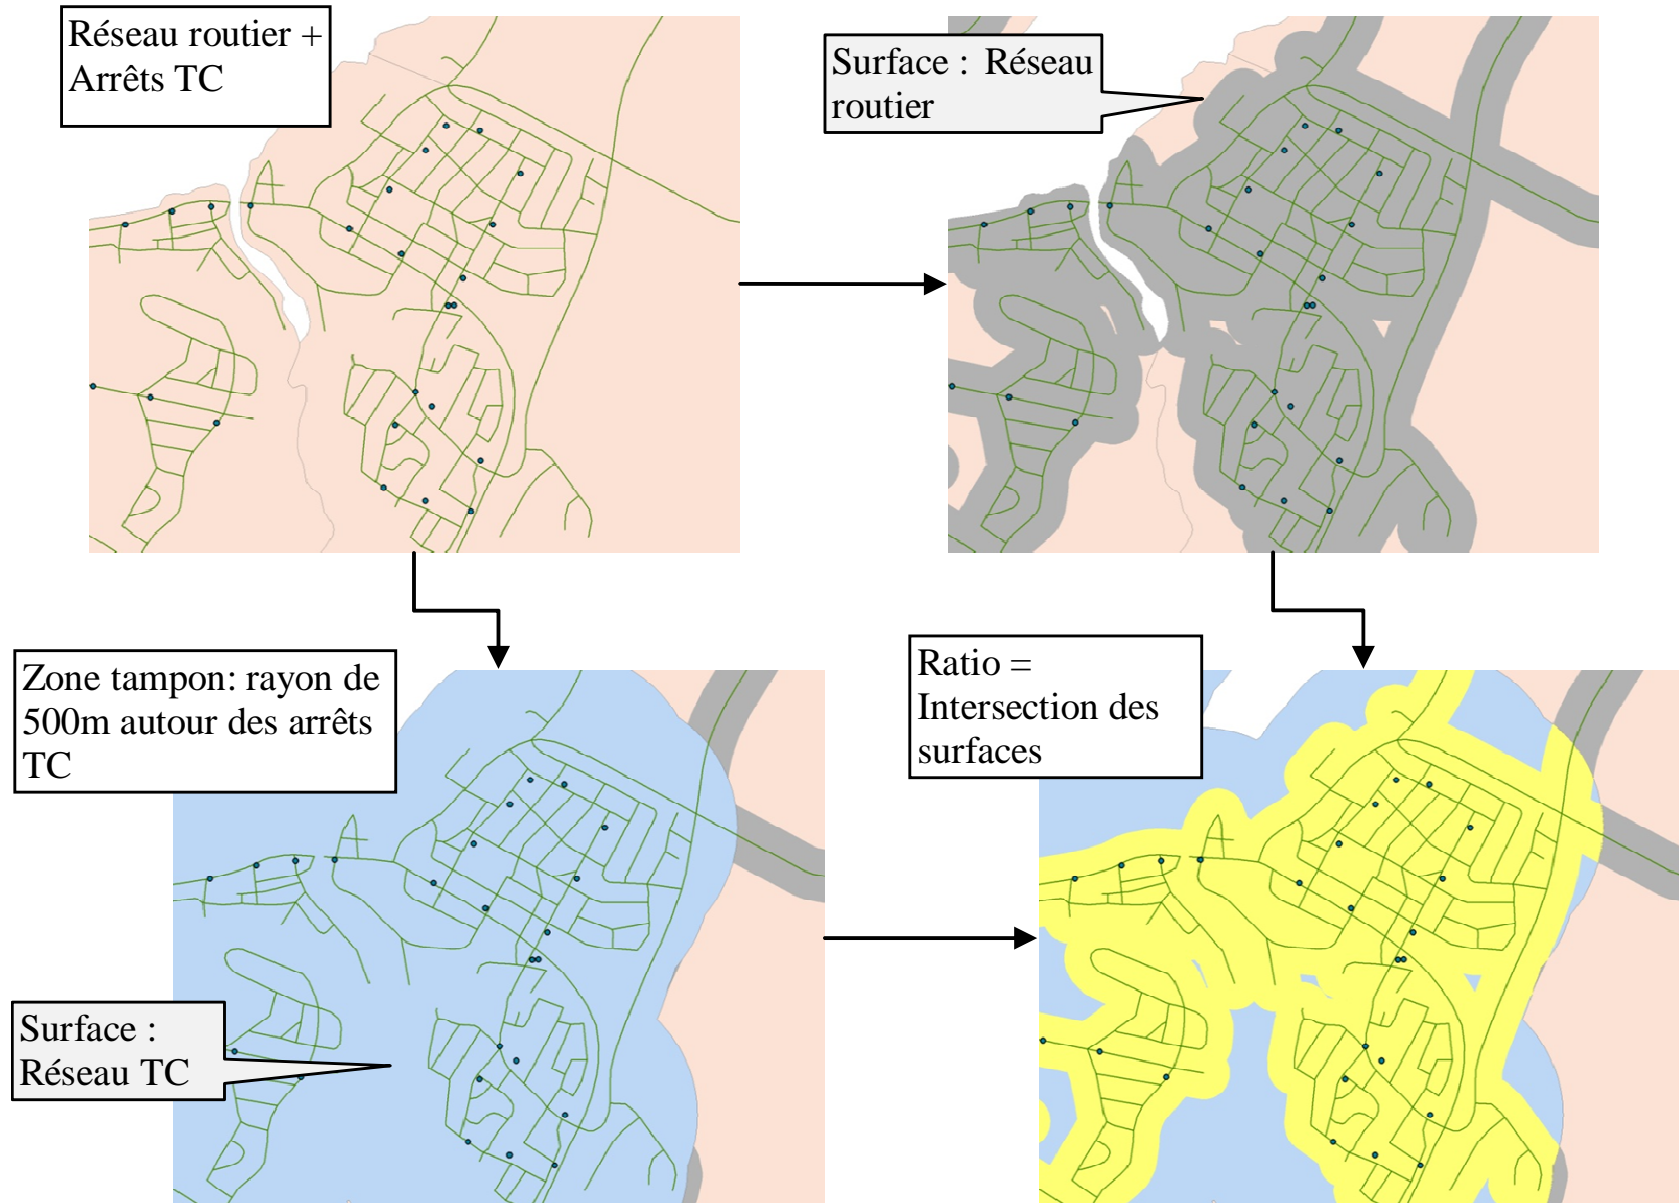 Réseau routier +
Arrêts TC
Surface : Réseau
routier
Zone tampon: rayon de
500m autour des arrêts
TC
Ratio =
Intersection des
surfaces
Surface :
Réseau TC